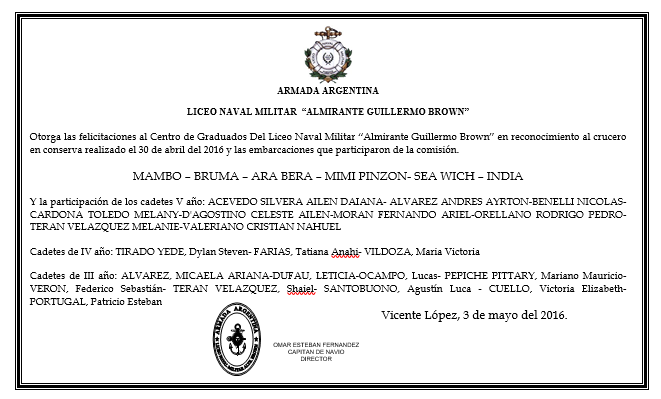 ARMADA ARGENTINA
LICEO NAVAL MILITAR “ALMIRANTE GUILLERMO BROWN”
Otorga las felicitaciones al Centro de Graduados Del Liceo Naval Militar “Almirante Guillermo Brown” en reconocimiento al crucero
en conserva realizado el 30 de abril del 2016 y las embarcaciones que participaron de la comisión.
MAMBO – BRUMA – ARA BERA – MIMI PINZON- SEA WICH – INDIA
Y la participación de los cadetes V año: ACEVEDO SILVERA AILEN DAIANA- ALVAREZ ANDRES AYRTON-BENELLI NICOLAS-
CARDONA TOLEDO MELANY-D'AGOSTINO CELESTE AILEN-MORAN FERNANDO ARIEL-ORELLANO RODRIGO PEDRO-
TERAN VELAZQUEZ MELANIE-VALERIANO CRISTIAN NAHUEL
Cadetes de IV año: TIRADO YEDE, Dylan Steven- FARIAS, Tatiana Anahi- VILDOZA, Maria Victoria
Cadetes de III año: ALVAREZ, MICAELA ARIANA-DUFAU, LETICIA-OCAMPO, Lucas- PEPICHE PITTARY, Mariano Mauricio-
VERON, Federico Sebastián- TERAN VELAZQUEZ, Shaiel- SANTOBUONO, Agustín Luca - CUELLO, Victoria Elizabeth-
PORTUGAL, Patricio Esteban
Vicente López, 3 de mayo del 2016.
ARMADA ARGENTINA
OMAR ESTEBAN FERNANDEZ
CAPITAN DE NAVIO
DIRECTOR